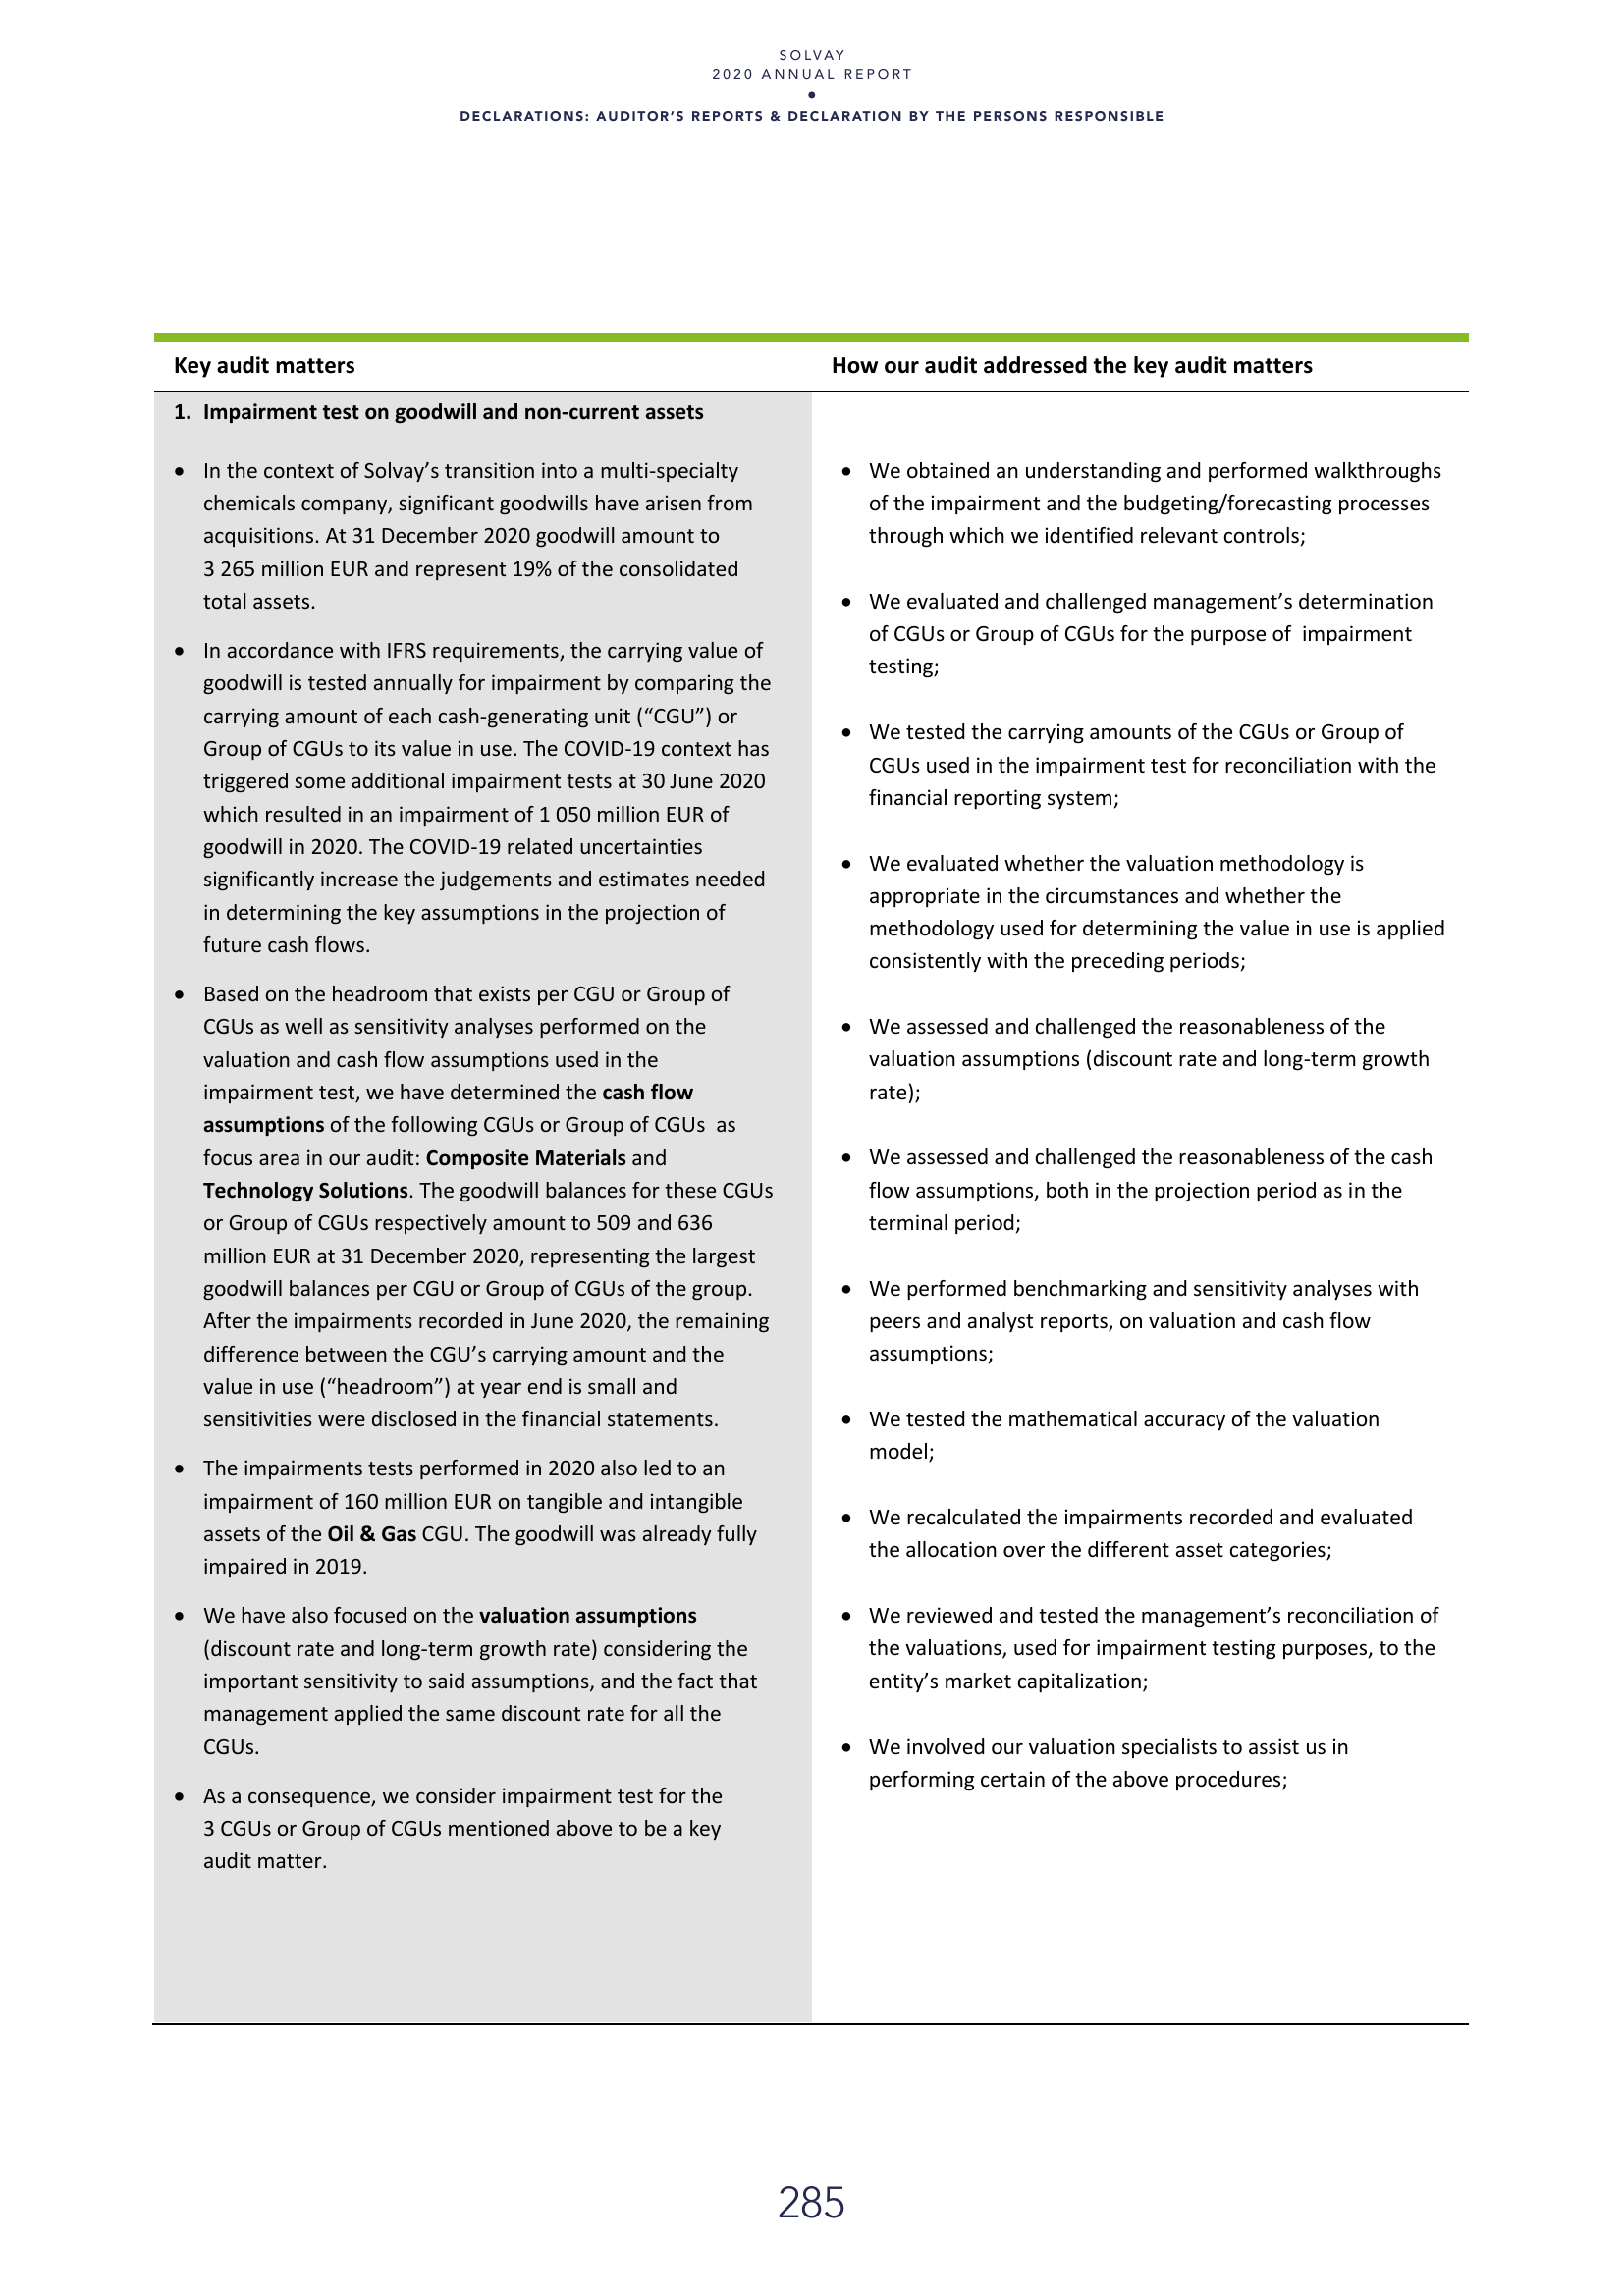 SOLVAY
2020 ANNUAL REPORT
•
DECLARATIONS: AUDITOR'S REPORTS & DECLARATION BY THE PERSONS RESPONSIBLE
Key audit matters
How our audit addressed the key audit matters
1. Impairment test on goodwill and non-current assets
• In the context of Solvay’s transition into a multi-specialty
chemicals company, significant goodwills have arisen from
acquisitions. At 31 December 2020 goodwill amount to
3 265 million EUR and represent 19% of the consolidated
total assets.
• In accordance with IFRS requirements, the carrying value of
goodwill is tested annually for impairment by comparing the
carrying amount of each cash-generating unit (“CGU”) or
Group of CGUs to its value in use. The COVID-19 context has
triggered some additional impairment tests at 30 June 2020
which resulted in an impairment of 1 050 million EUR of
goodwill in 2020. The COVID-19 related uncertainties
significantly increase the judgements and estimates needed
in determining the key assumptions in the projection of
future cash flows.
• Based on the headroom that exists per CGU or Group of
CGUs as well as sensitivity analyses performed on the
valuation and cash flow assumptions used in the
impairment test, we have determined the cash flow
assumptions of the following CGUs or Group of CGUs  as
focus area in our audit: Composite Materials and
Technology Solutions. The goodwill balances for these CGUs
or Group of CGUs respectively amount to 509 and 636
million EUR at 31 December 2020, representing the largest
goodwill balances per CGU or Group of CGUs of the group.
After the impairments recorded in June 2020, the remaining
difference between the CGU’s carrying amount and the
value in use (“headroom”) at year end is small and
sensitivities were disclosed in the financial statements.
• The impairments tests performed in 2020 also led to an
impairment of 160 million EUR on tangible and intangible
assets of the Oil & Gas CGU. The goodwill was already fully
impaired in 2019.
• We have also focused on the valuation assumptions
(discount rate and long-term growth rate) considering the
important sensitivity to said assumptions, and the fact that
management applied the same discount rate for all the
CGUs.
• As a consequence, we consider impairment test for the
3 CGUs or Group of CGUs mentioned above to be a key
audit matter.
• We obtained an understanding and performed walkthroughs
of the impairment and the budgeting/forecasting processes
through which we identified relevant controls;
• We evaluated and challenged management’s determination
of CGUs or Group of CGUs for the purpose of  impairment
testing;
• We tested the carrying amounts of the CGUs or Group of
CGUs used in the impairment test for reconciliation with the
financial reporting system;
• We evaluated whether the valuation methodology is
appropriate in the circumstances and whether the
methodology used for determining the value in use is applied
consistently with the preceding periods;
• We assessed and challenged the reasonableness of the
valuation assumptions (discount rate and long-term growth
rate);
• We assessed and challenged the reasonableness of the cash
flow assumptions, both in the projection period as in the
terminal period;
• We performed benchmarking and sensitivity analyses with
peers and analyst reports, on valuation and cash flow
assumptions;
• We tested the mathematical accuracy of the valuation
model;
• We recalculated the impairments recorded and evaluated
the allocation over the different asset categories;
• We reviewed and tested the management’s reconciliation of
the valuations, used for impairment testing purposes, to the
entity’s market capitalization;
• We involved our valuation specialists to assist us in
performing certain of the above procedures;
285